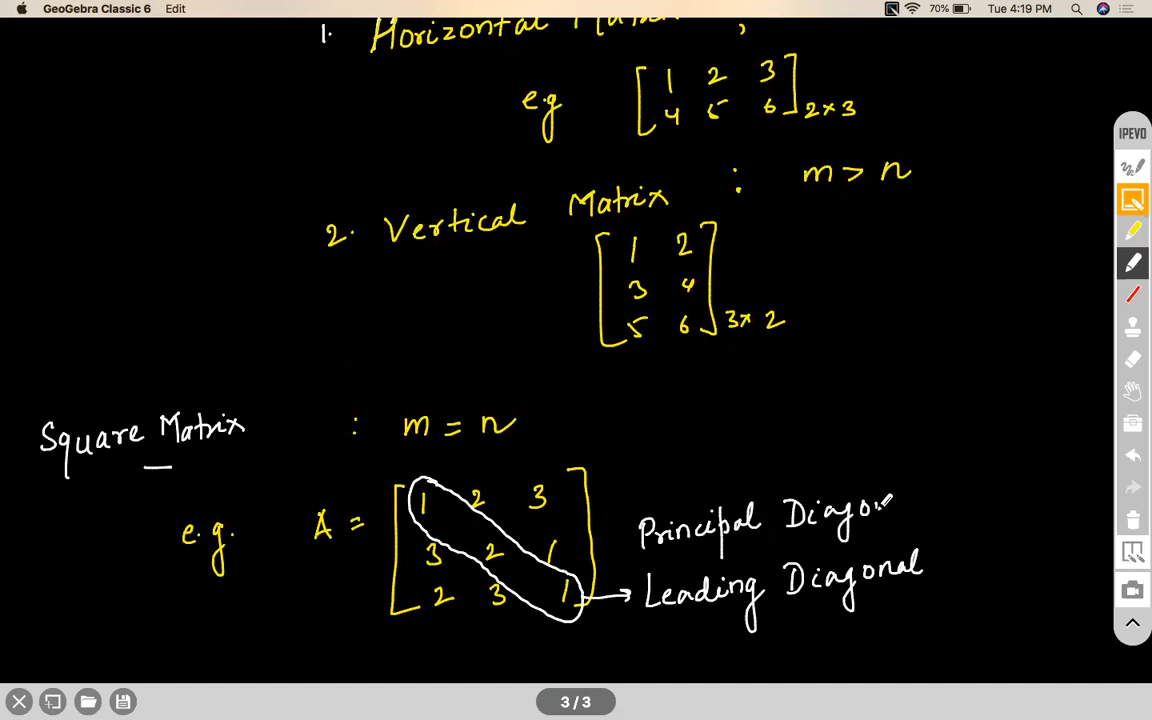 GeoGebra Classic 6 Edit 70% Tue 4:19 PM
1. Horizontal
e.g [1 2 3
4 5 6] 2×3
2. Vertical Matrix : m > n
[1 2
3 4
5 6] 3×2
Square Matrix : m = n
e.g. A = [1 2 3
3 2 1
2 3 1]
Principal Diagon
→ Leading Diagonal
IPEVO
3/3